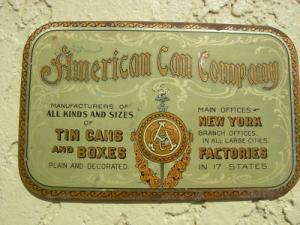 American Can Company
MANUFACTURERS OF
ALL KINDS AND SIZES
OF
TIN CANS
AND BOXES
PLAIN AND DECORATED.
MAIN OFFICES
NEW YORK
BRANCH OFFICES,
IN ALL LARGE CITIES.
FACTORIES
IN 17 STATES.